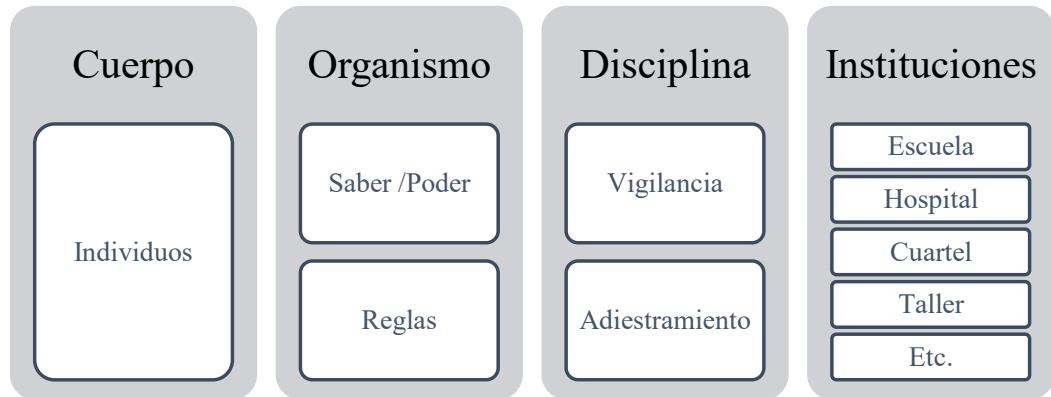 Cuerpo
Individuos
Organismo
Saber /Poder
Reglas
Disciplina
Vigilancia
Adiestramiento
Instituciones
Escuela
Hospital
Cuartel
Taller
Etc.